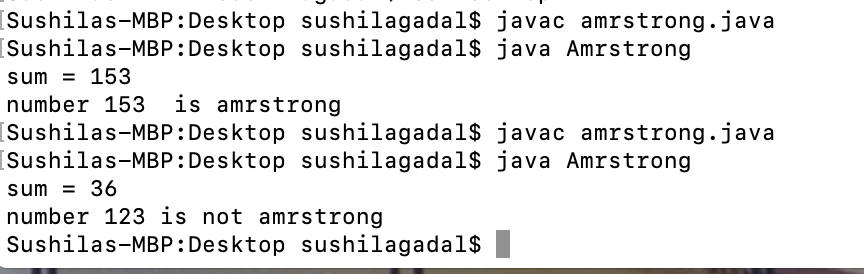 [Sushilas-MBP:Desktop sushilagadal$ javac amrstrong.java
[Sushilas-MBP:Desktop sushilagadal$ java Amrstrong
sum = 153
number 153  is amrstrong
[Sushilas-MBP:Desktop sushilagadal$ javac amrstrong.java
[Sushilas-MBP:Desktop sushilagadal$ java Amrstrong
sum = 36
number 123 is not amrstrong
Sushilas-MBP:Desktop sushilagadal$